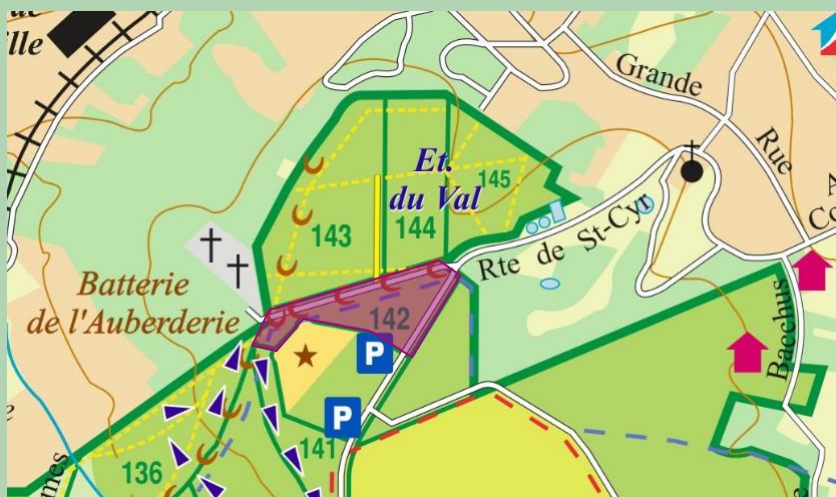 ille
Grande
Rue
Et.
du Val
145
143
144
Rte de St-Cyr
Batterie
de l'Auberderie
142
P
P
Bacchus
141
136